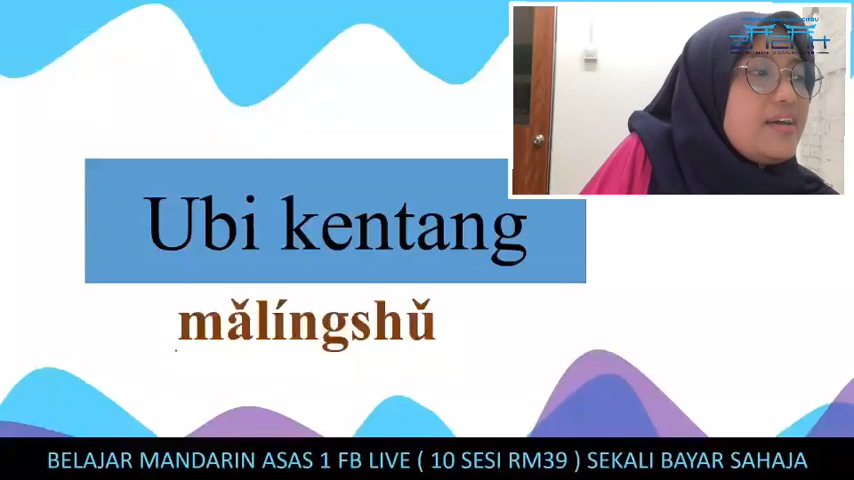 Ubi kentang
mǎlíngshǔ
BELAJAR MANDARIN ASAS 1 FB LIVE ( 10 SESI RM39 ) SEKALI BAYAR SAHAJA